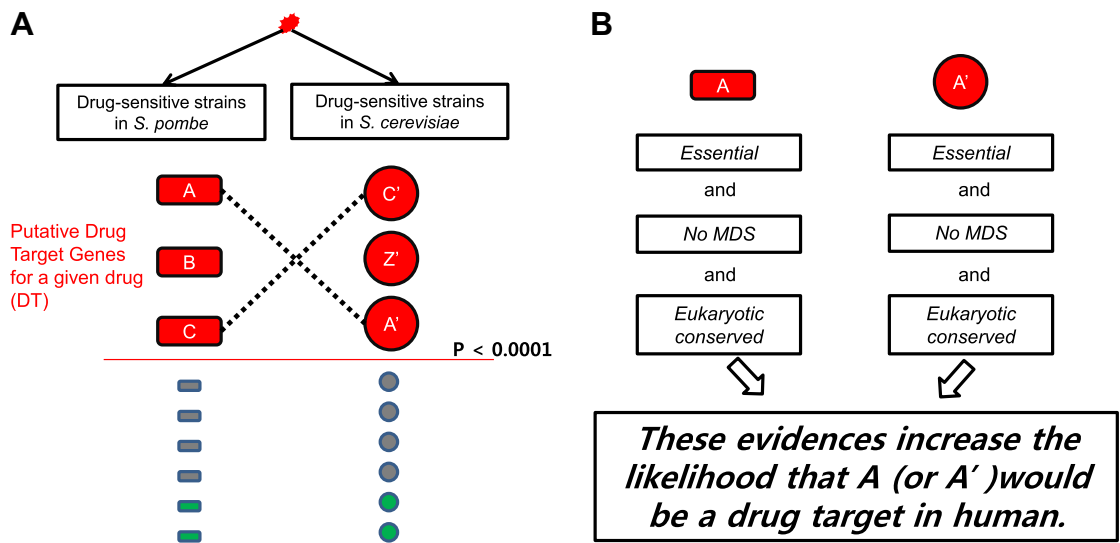 A
Drug-sensitive strains
in S. pombe
Drug-sensitive strains
in S. cerevisiae
A
C’
Putative Drug
Target Genes
for a given drug
(DT)
B
Z’
C
A’
P < 0.0001
B
A
A’
Essential
Essential
and
and
No MDS
No MDS
and
and
Eukaryotic
conserved
Eukaryotic
conserved
These evidences increase the
likelihood that A (or A’ )would
be a drug target in human.